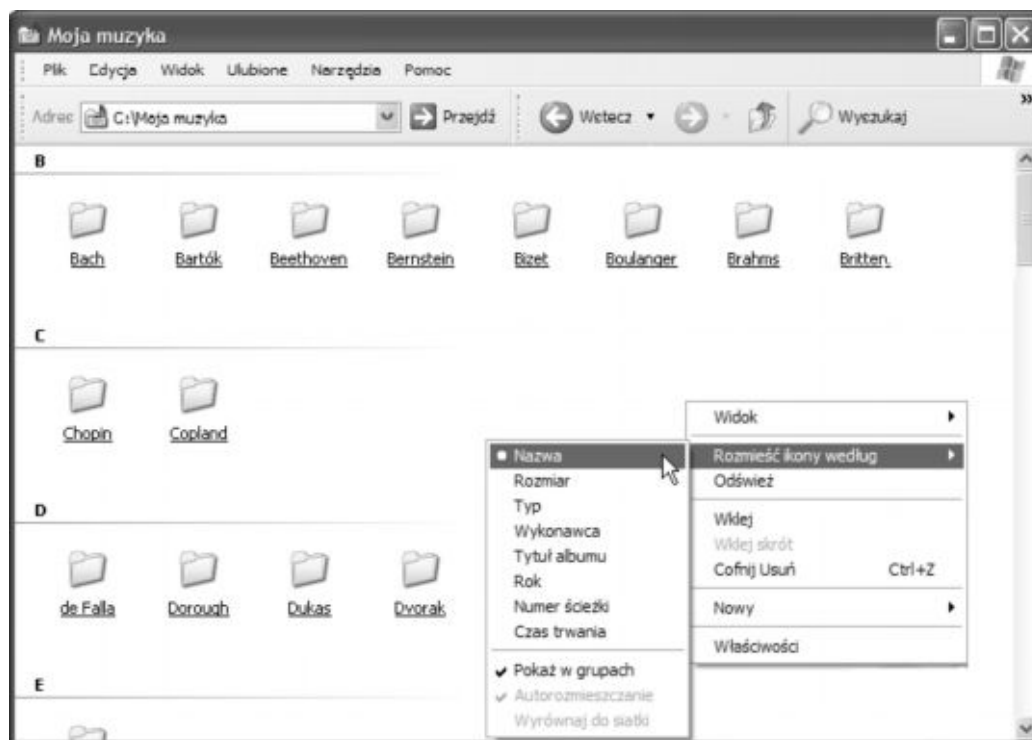 Moja muzyka
Plik Edycja Widok Ulubione Narzędzia Pomoc
Adres C:\Moja muzyka Przejdź Wstecz Wyszukaj »
B
Bach Bartók Beethoven Bernstein Bizet Boulanger Brahms Britten.
C
Chopin Copland
D
de Falla Dorough Dukas Dvorak
E
Widok
Rozmieść ikony według
Odśwież
Wklej
Wklej skrót
Cofnij Usuń Ctrl+Z
Nowy
Właściwości
Nazwa
Rozmiar
Typ
Wykonawca
Tytuł albumu
Rok
Numer ścieżki
Czas trwania
Pokaż w grupach
Autorozmieszczanie
Wyrównaj do siatki